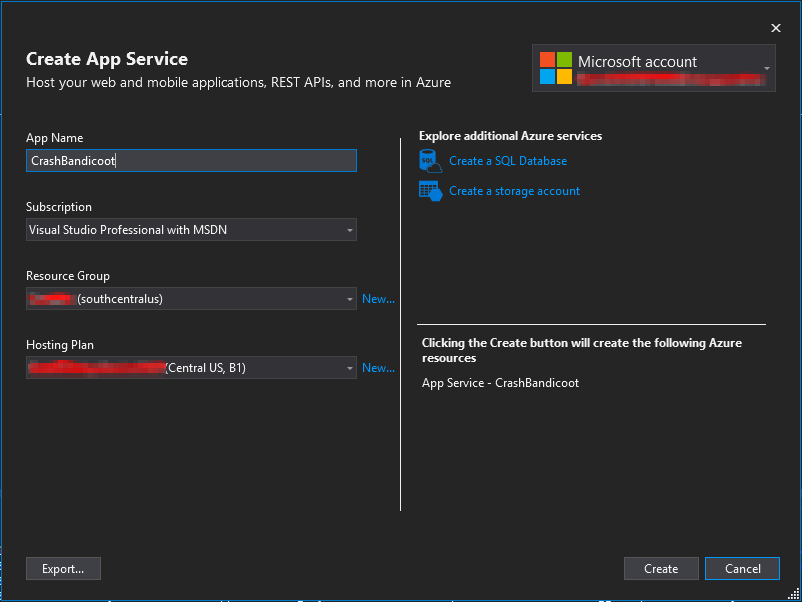 Create App Service
Host your web and mobile applications, REST APIs, and more in Azure
Microsoft account
App Name
CrashBandicoot
Subscription
Visual Studio Professional with MSDN
Resource Group
(southcentralus)
New...
Hosting Plan
(Central US, B1)
New...
Explore additional Azure services
SQL
Create a SQL Database
Create a storage account
Clicking the Create button will create the following Azure
resources
App Service - CrashBandicoot
Export...
Create
Cancel